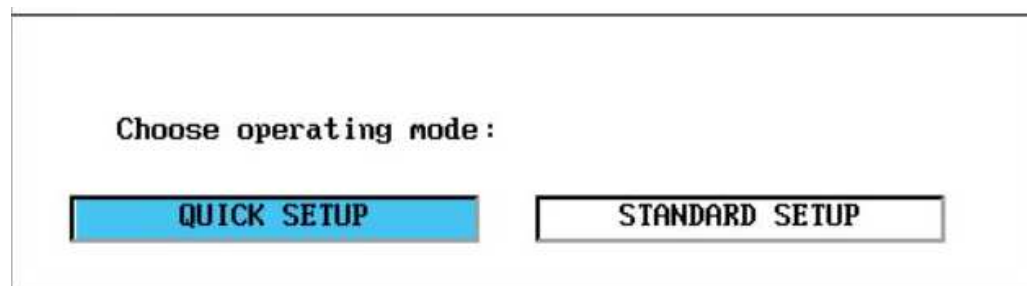 Choose operating mode:
QUICK SETUP
STANDARD SETUP